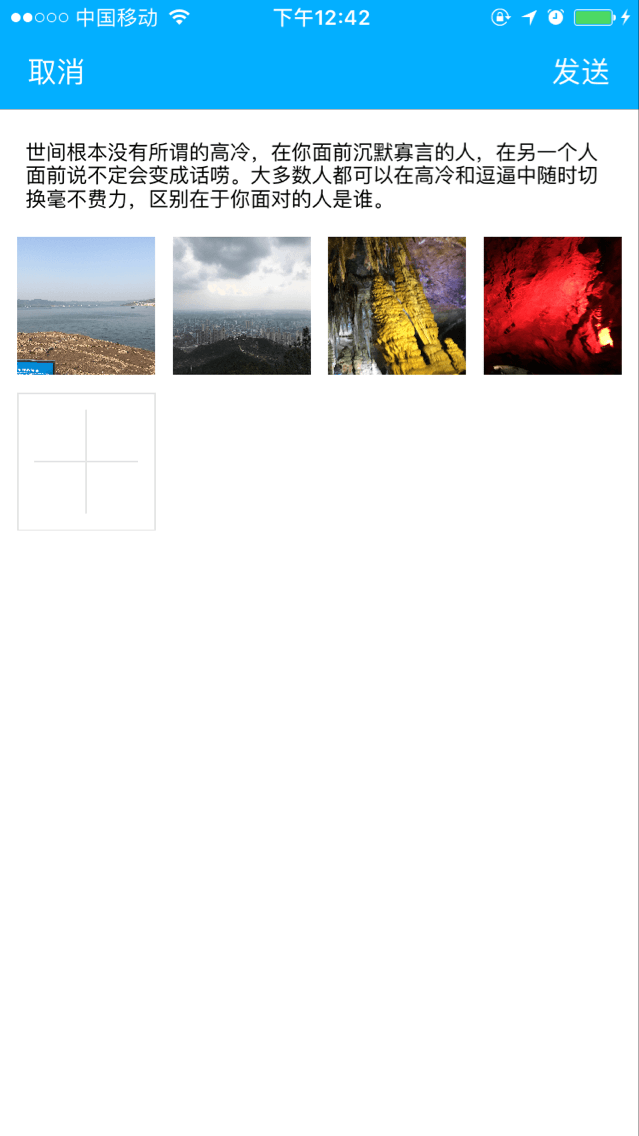 中国移动 下午12:42
取消 发送
世间根本没有所谓的高冷，在你面前沉默寡言的人，在另一个人
面前说不定会变成话唠。大多数人都可以在高冷和逗逼中随时切
换毫不费力，区别在于你面对的人是谁。